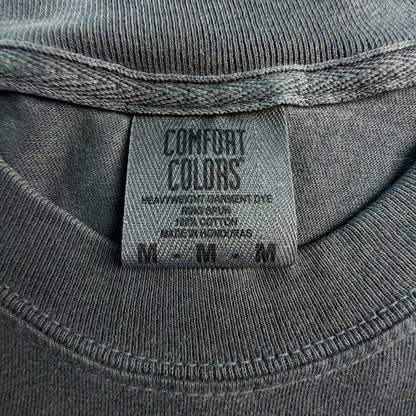 COMFORT
COLORS®
HEAVYWEIGHT GARMENT DYE
RING SPUN
100% COTTON
MADE IN HONDURAS
M - M - M